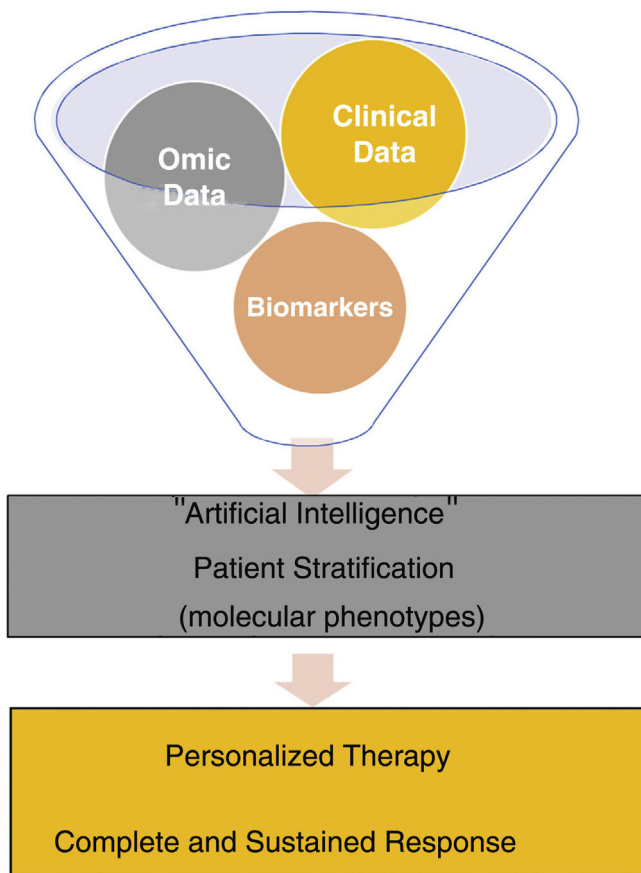 Clinical
Data
Omic
Data
Biomarkers
"Artificial Intelligence"
Patient Stratification
(molecular phenotypes)
Personalized Therapy
Complete and Sustained Response